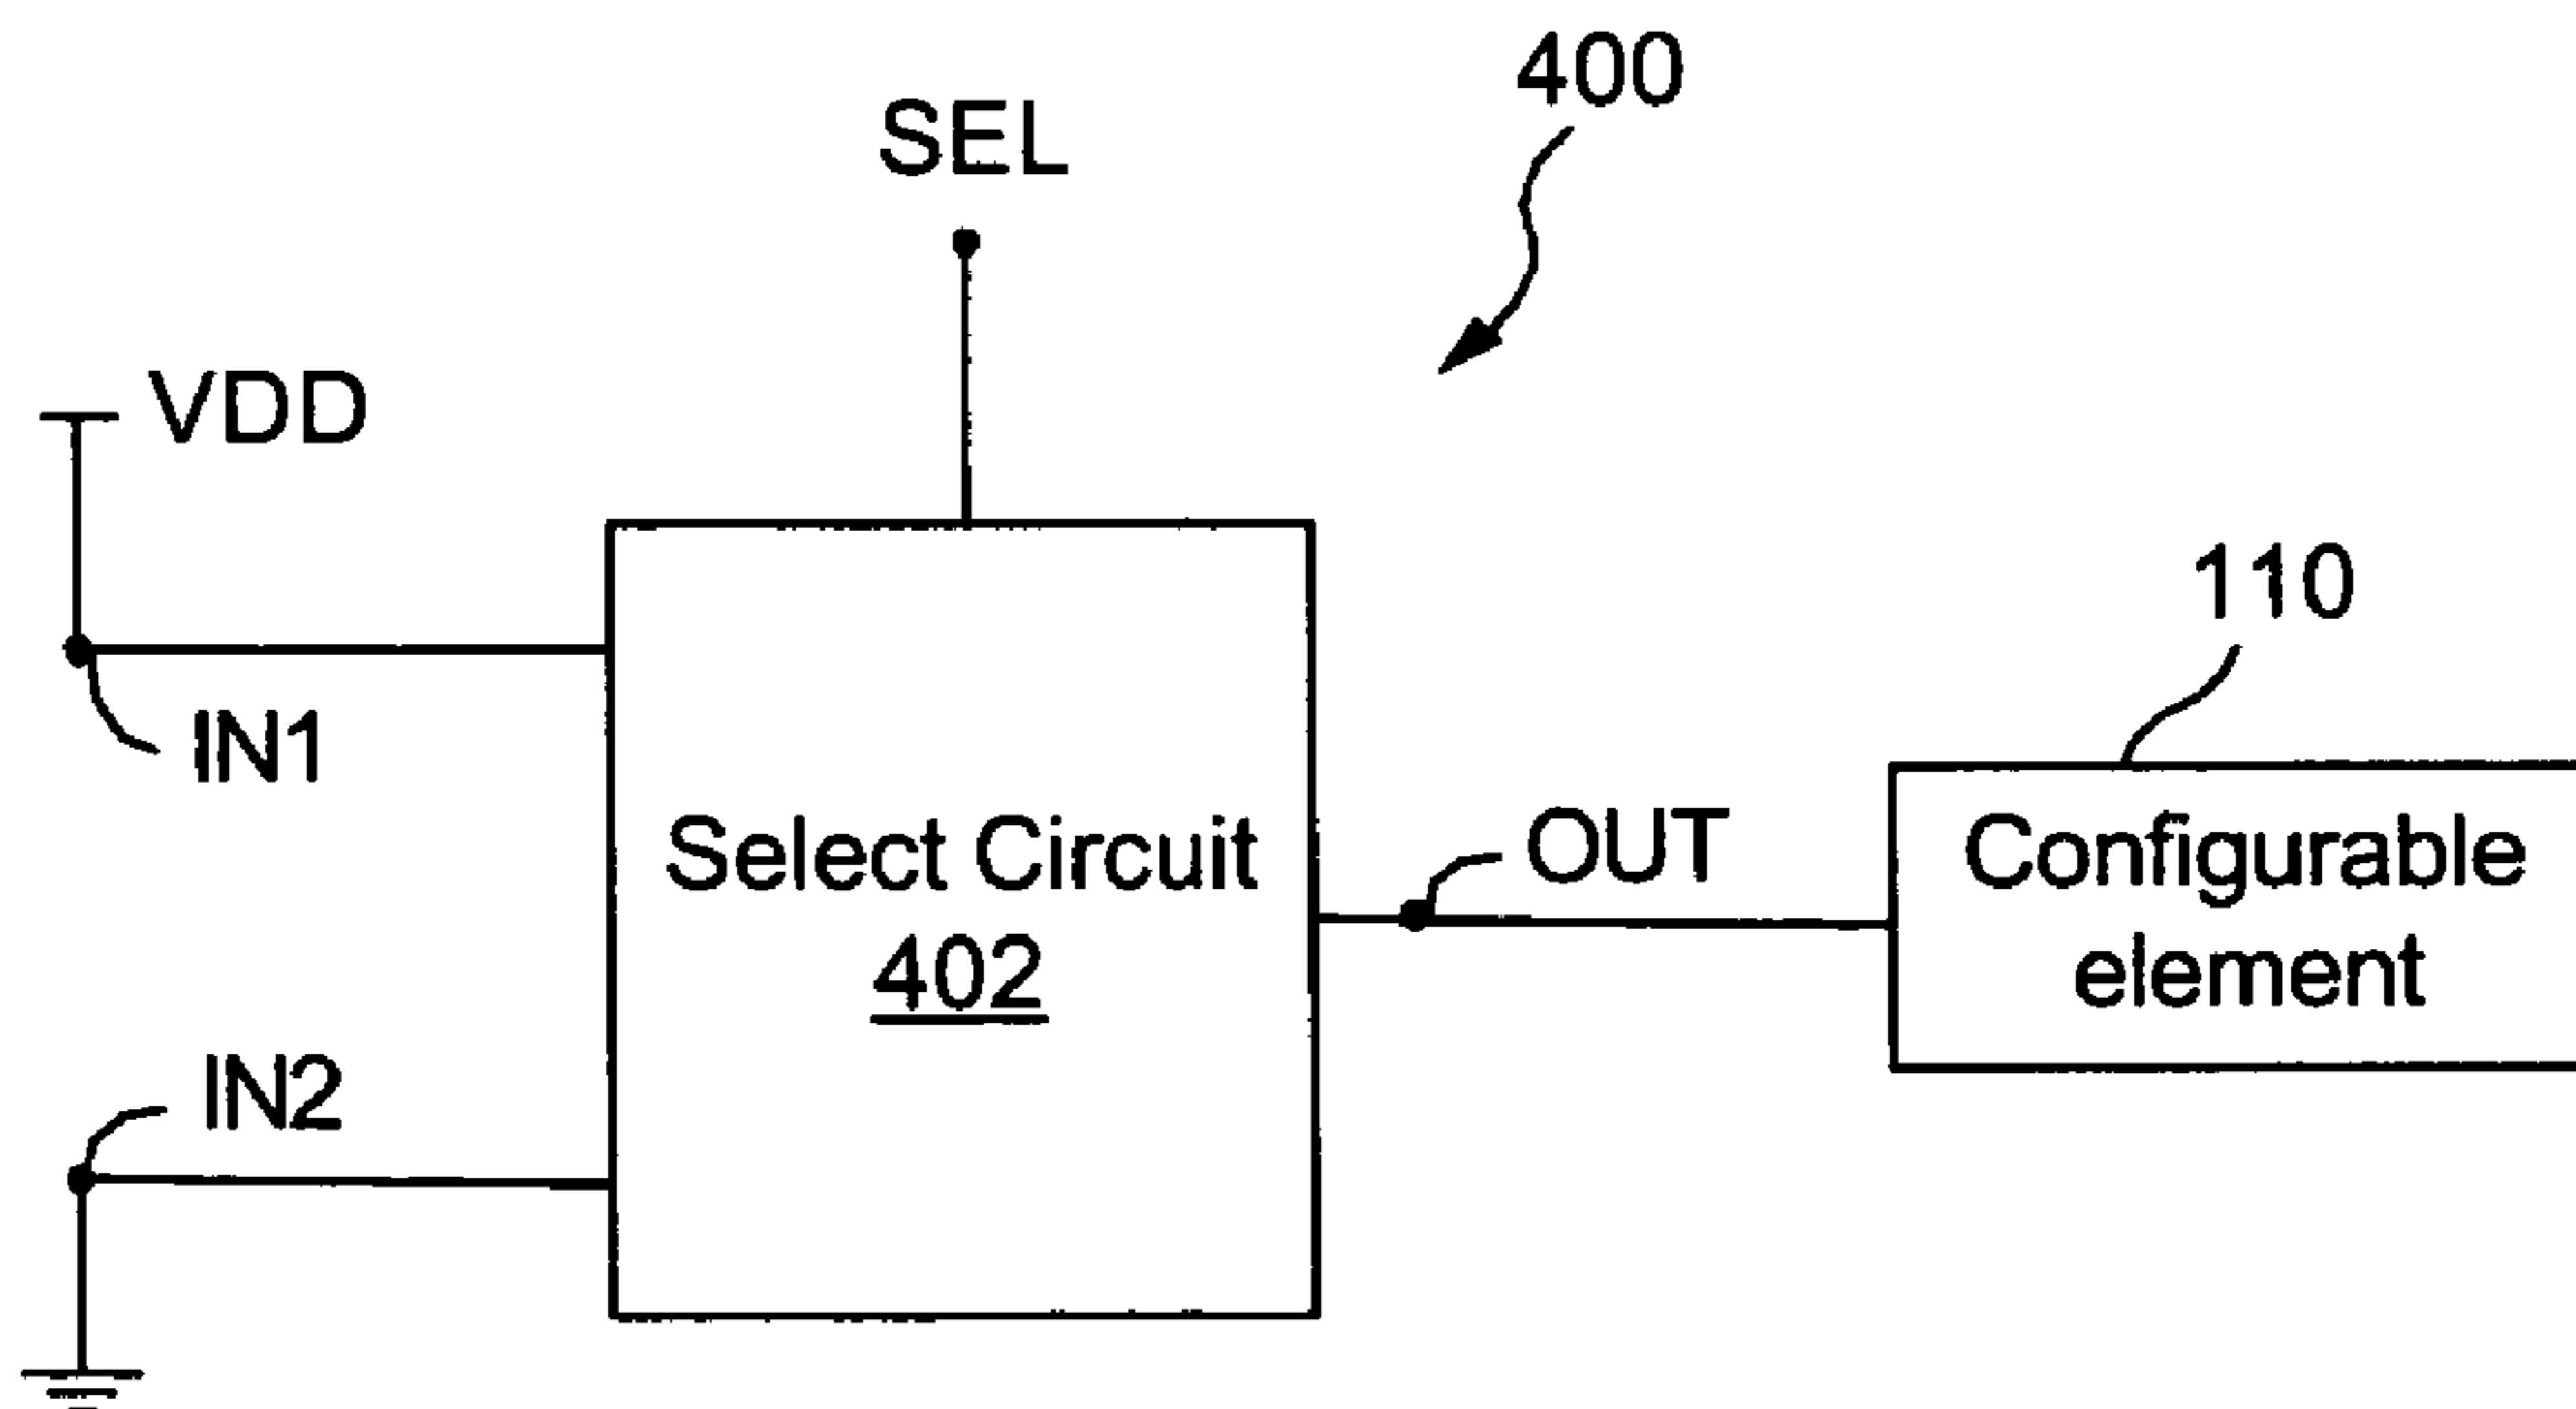 400
SEL
VDD
110
IN1
Select Circuit
402
OUT
Configurable
element
IN2